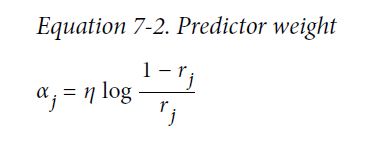 Equation 7-2. Predictor weight
α_j = η log (1 − r_j) / r_j